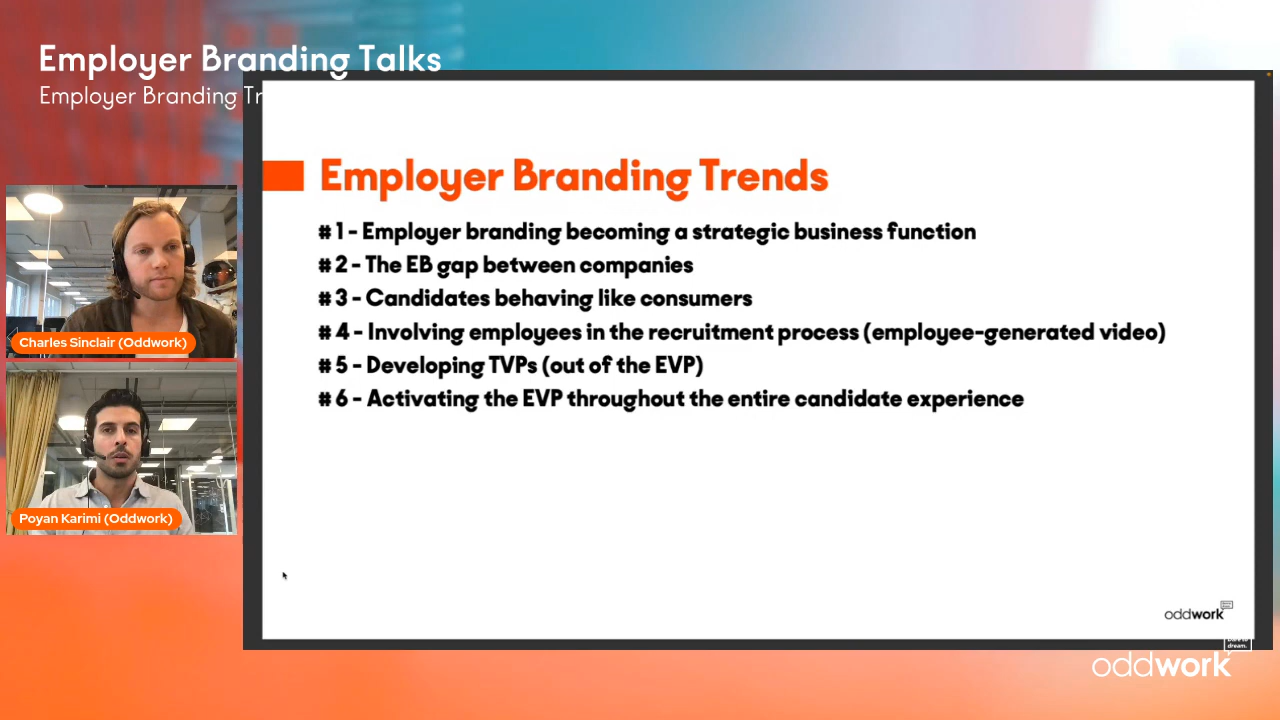 Employer Branding Talks
Employer Branding Tr
Employer Branding Trends
# 1 - Employer branding becoming a strategic business function
# 2 - The EB gap between companies
# 3 - Candidates behaving like consumers
# 4 - Involving employees in the recruitment process (employee-generated video)
# 5 - Developing TVPs (out of the EVP)
# 6 - Activating the EVP throughout the entire candidate experience
Charles Sinclair (Oddwork)
Poyan Karimi (Oddwork)
oddwork
dream.
oddwork